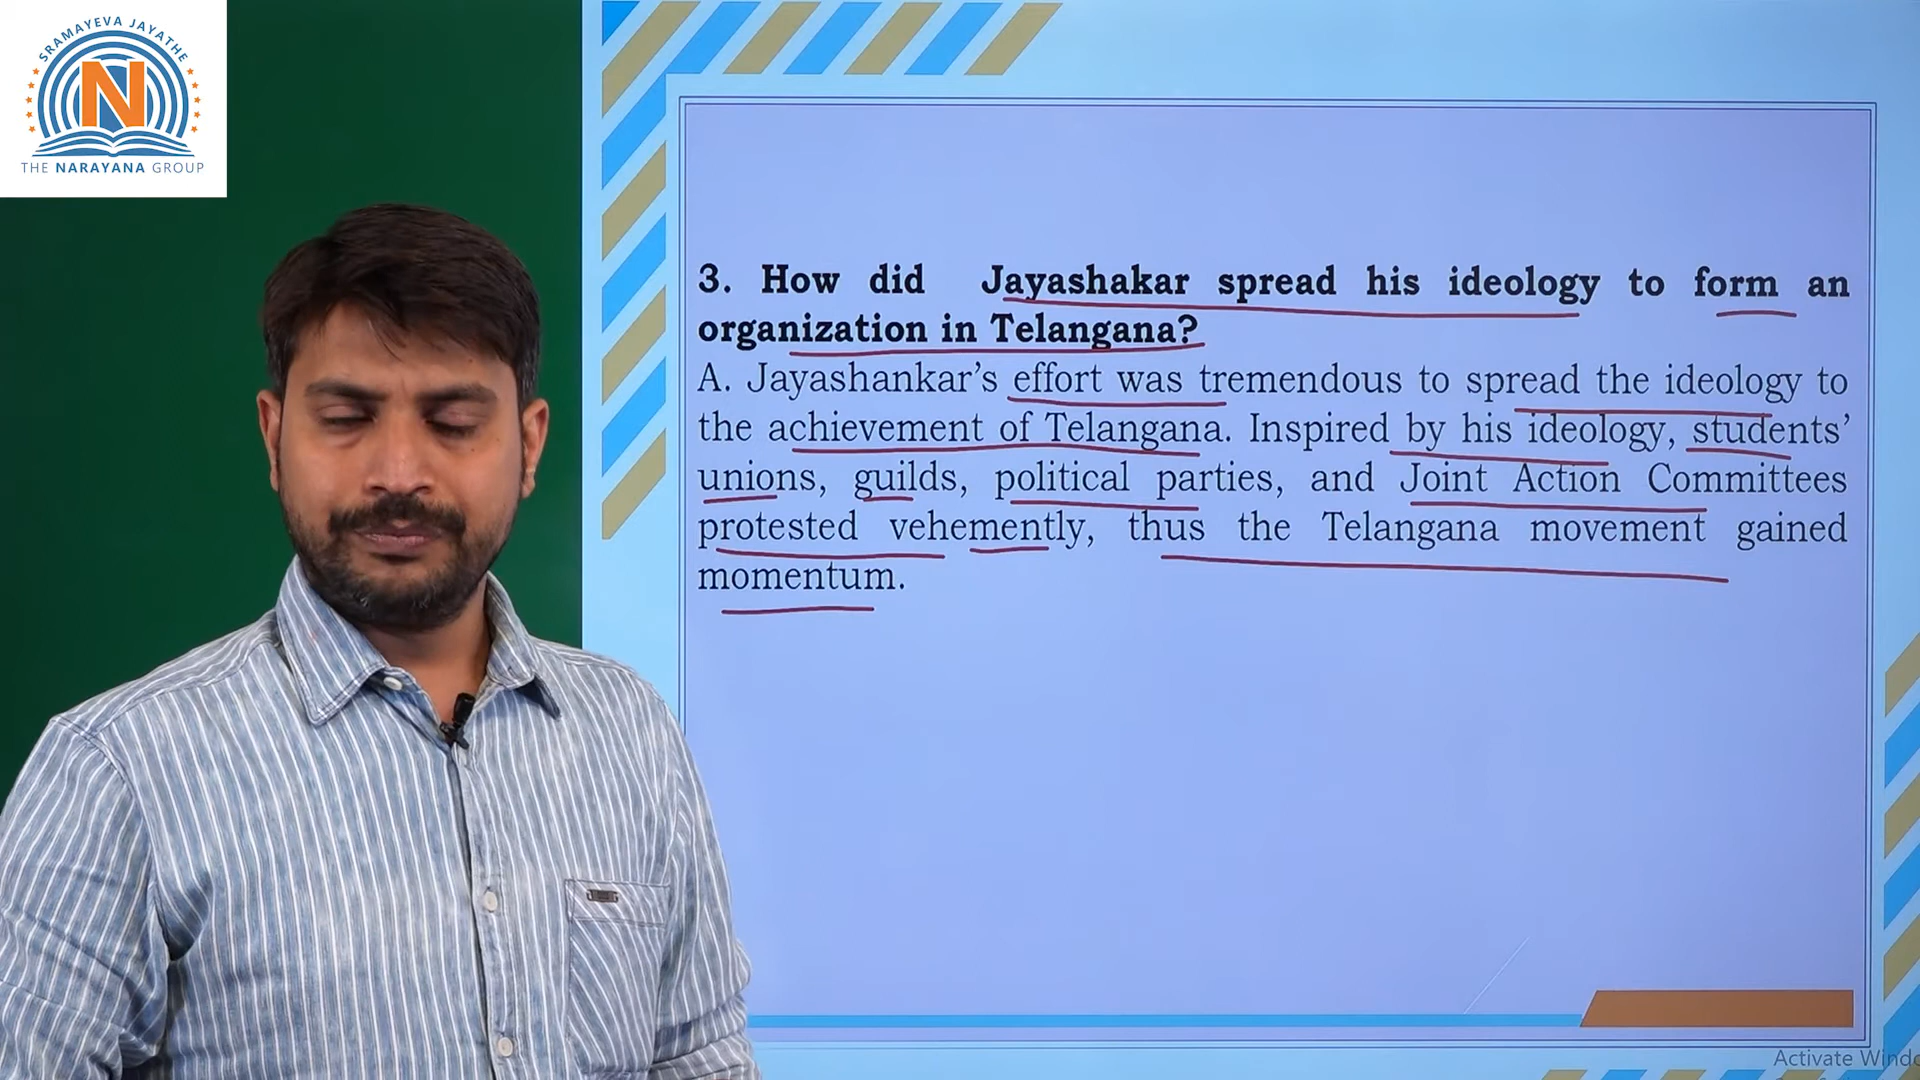 SRAMAYEVA JAYATHE
N
THE NARAYANA GROUP
3. How did Jayashakar spread his ideology to form an
organization in Telangana?
A. Jayashankar’s effort was tremendous to spread the ideology to
the achievement of Telangana. Inspired by his ideology, students’
unions, guilds, political parties, and Joint Action Committees
protested vehemently, thus the Telangana movement gained
momentum.
Activate Windo